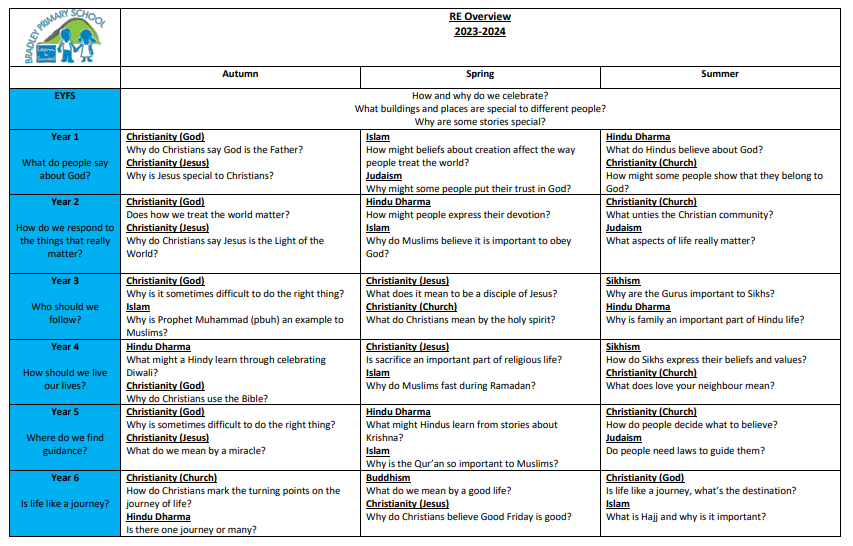 BRADLEY PRIMARY SCHOOL
Learn to Succeed
RE Overview
2023-2024
Autumn
Spring
Summer
EYFS
How and why do we celebrate?
What buildings and places are special to different people?
Why are some stories special?
Year 1
What do people say
about God?
Christianity (God)
Why do Christians say God is the Father?
Christianity (Jesus)
Why is Jesus special to Christians?
Islam
How might beliefs about creation affect the way
people treat the world?
Judaism
Why might some people put their trust in God?
Hindu Dharma
What do Hindus believe about God?
Christianity (Church)
How might some people show that they belong to
God?
Year 2
How do we respond to
the things that really
matter?
Christianity (God)
Does how we treat the world matter?
Christianity (Jesus)
Why do Christians say Jesus is the Light of the
World?
Hindu Dharma
How might people express their devotion?
Islam
Why do Muslims believe it is important to obey
God?
Christianity (Church)
What unties the Christian community?
Judaism
What aspects of life really matter?
Year 3
Who should we
follow?
Christianity (God)
Why is it sometimes difficult to do the right thing?
Islam
Why is Prophet Muhammad (pbuh) an example to
Muslims?
Christianity (Jesus)
What does it mean to be a disciple of Jesus?
Christianity (Church)
What do Christians mean by the holy spirit?
Sikhism
Why are the Gurus important to Sikhs?
Hindu Dharma
Why is family an important part of Hindu life?
Year 4
How should we live
our lives?
Hindu Dharma
What might a Hindy learn through celebrating
Diwali?
Christianity (God)
Why do Christians use the Bible?
Christianity (Jesus)
Is sacrifice an important part of religious life?
Islam
Why do Muslims fast during Ramadan?
Sikhism
How do Sikhs express their beliefs and values?
Christianity (Church)
What does love your neighbour mean?
Year 5
Where do we find
guidance?
Christianity (God)
Why is sometimes difficult to do the right thing?
Christianity (Jesus)
What do we mean by a miracle?
Hindu Dharma
What might Hindus learn from stories about
Krishna?
Islam
Why is the Qur’an so important to Muslims?
Christianity (Church)
How do people decide what to believe?
Judaism
Do people need laws to guide them?
Year 6
Is life like a journey?
Christianity (Church)
How do Christians mark the turning points on the
journey of life?
Hindu Dharma
Is there one journey or many?
Buddhism
What do we mean by a good life?
Christianity (Jesus)
Why do Christians believe Good Friday is good?
Christianity (God)
Is life like a journey, what’s the destination?
Islam
What is Hajj and why is it important?